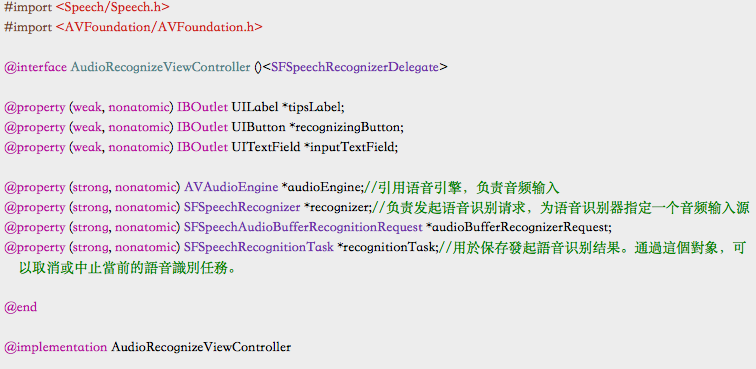 #import <Speech/Speech.h>
#import <AVFoundation/AVFoundation.h>
@interface AudioRecognizeViewController ()<SFSpeechRecognizerDelegate>
@property (weak, nonatomic) IBOutlet UILabel *tipsLabel;
@property (weak, nonatomic) IBOutlet UIButton *recognizingButton;
@property (weak, nonatomic) IBOutlet UITextField *inputTextField;
@property (strong, nonatomic) AVAudioEngine *audioEngine;//引用语音引擎，负责音频输入
@property (strong, nonatomic) SFSpeechRecognizer *recognizer;//负责发起语音识别请求，为语音识别器指定一个音频输入源
@property (strong, nonatomic) SFSpeechAudioBufferRecognitionRequest *audioBufferRecognizerRequest;
@property (strong, nonatomic) SFSpeechRecognitionTask *recognitionTask;//用於保存發起語音识别结果。通過這個對象，可
以取消或中止當前的語音識別任務。
@end
@implementation AudioRecognizeViewController